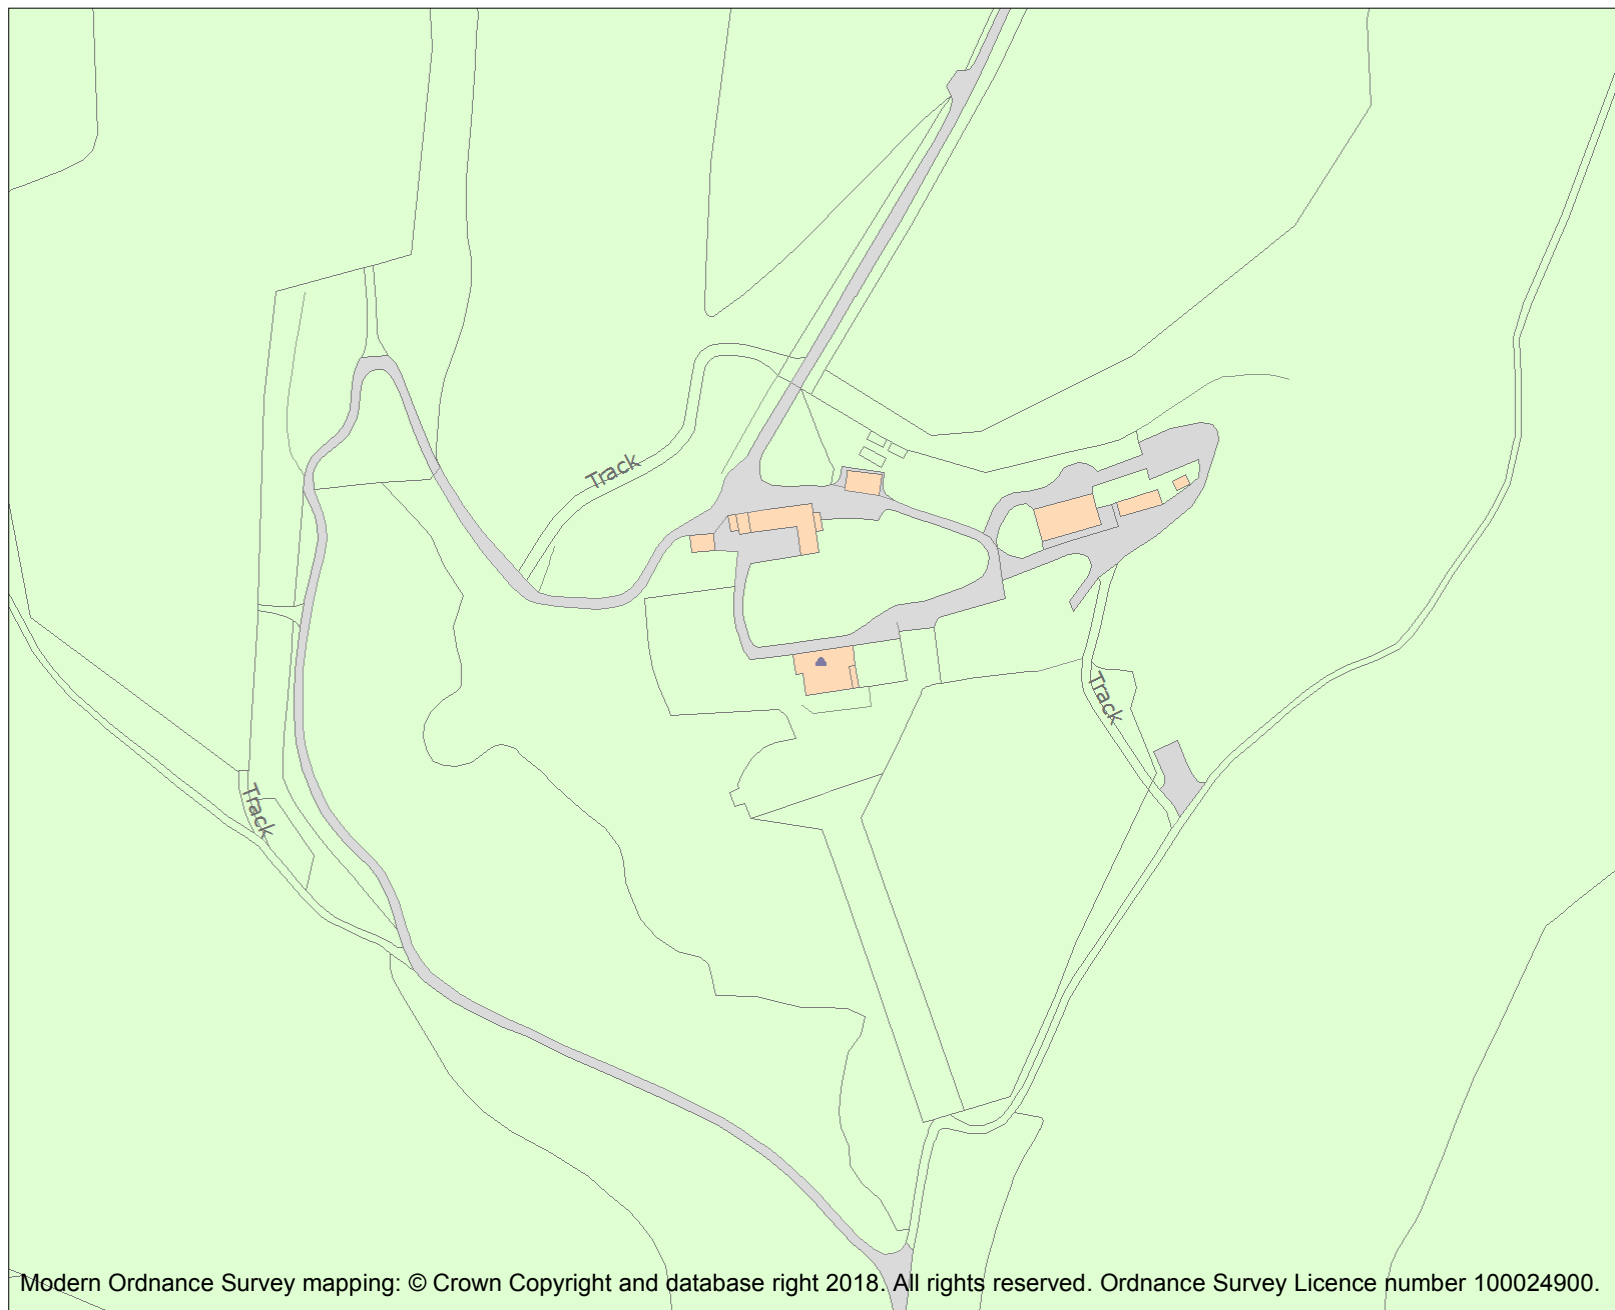 Track
Track
Track
Modern Ordnance Survey mapping: © Crown Copyright and database right 2018. All rights reserved. Ordnance Survey Licence number 100024900.